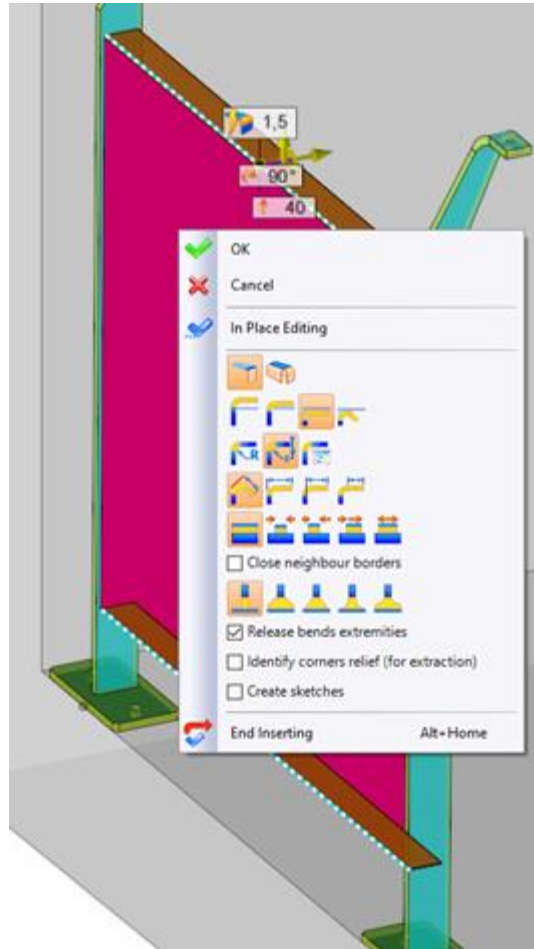 1,5
90°
40
OK
Cancel
In Place Editing
Close neighbour borders
Release bends extremities
Identify corners relief (for extraction)
Create sketches
End Inserting Alt+Home